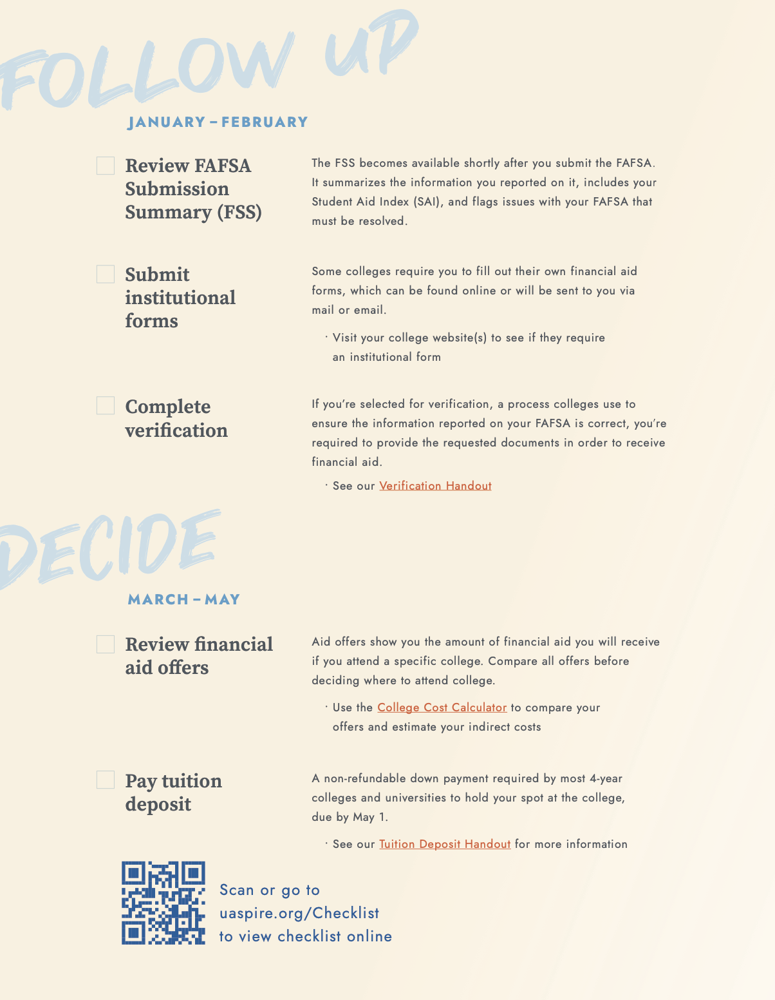 FOLLOW UP
JANUARY – FEBRUARY
Review FAFSA
Submission
Summary (FSS)
The FSS becomes available shortly after you submit the FAFSA.
It summarizes the information you reported on it, includes your
Student Aid Index (SAI), and flags issues with your FAFSA that
must be resolved.
Submit
institutional
forms
Some colleges require you to fill out their own financial aid
forms, which can be found online or will be sent to you via
mail or email.
· Visit your college website(s) to see if they require
an institutional form
Complete
verification
If you’re selected for verification, a process colleges use to
ensure the information reported on your FAFSA is correct, you’re
required to provide the requested documents in order to receive
financial aid.
· See our Verification Handout
DECIDE
MARCH – MAY
Review financial
aid offers
Aid offers show you the amount of financial aid you will receive
if you attend a specific college. Compare all offers before
deciding where to attend college.
· Use the College Cost Calculator to compare your
offers and estimate your indirect costs
Pay tuition
deposit
A non-refundable down payment required by most 4-year
colleges and universities to hold your spot at the college,
due by May 1.
· See our Tuition Deposit Handout for more information
Scan or go to
uaspire.org/Checklist
to view checklist online